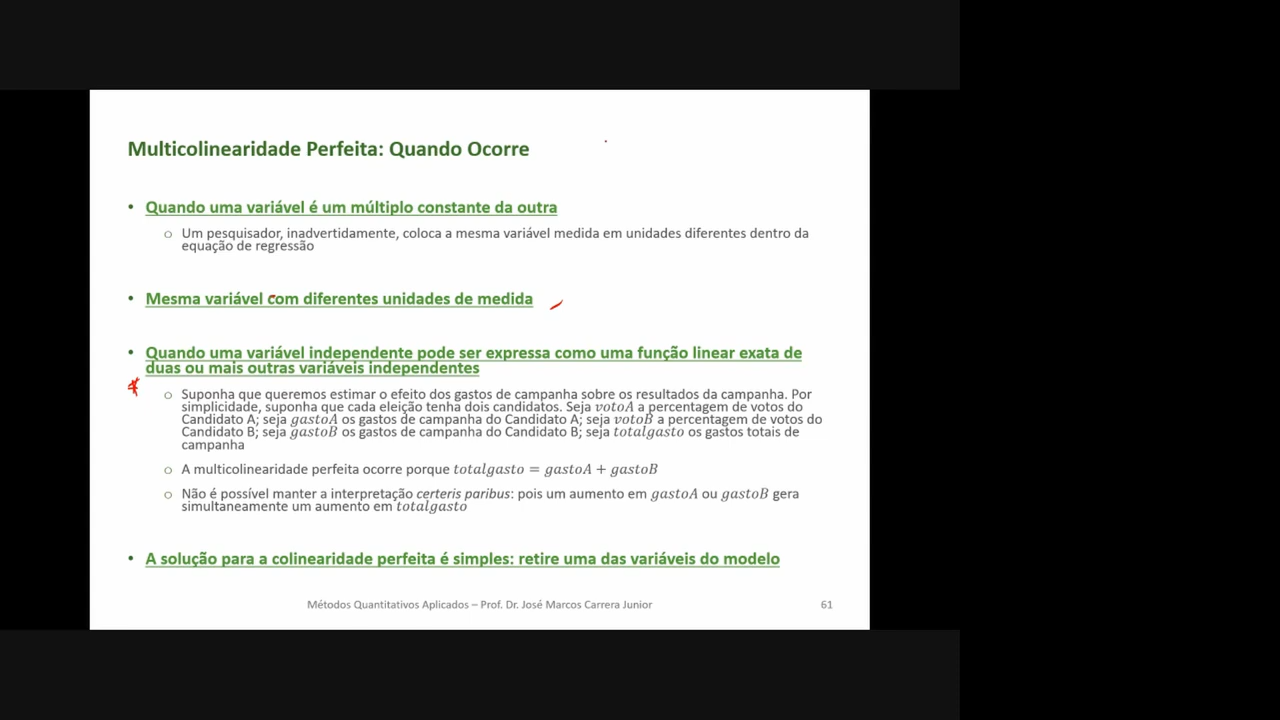 Multicolinearidade Perfeita: Quando Ocorre
• Quando uma variável é um múltiplo constante da outra
o Um pesquisador, inadvertidamente, coloca a mesma variável medida em unidades diferentes dentro da
equação de regressão
• Mesma variável com diferentes unidades de medida
• Quando uma variável independente pode ser expressa como uma função linear exata de
duas ou mais outras variáveis independentes
o Suponha que queremos estimar o efeito dos gastos de campanha sobre os resultados da campanha. Por
simplicidade, suponha que cada eleição tenha dois candidatos. Seja votoA a percentagem de votos do
Candidato A; seja gastoA os gastos de campanha do Candidato A; seja votoB a percentagem de votos do
Candidato B; seja gastoB os gastos de campanha do Candidato B; seja totalgasto os gastos totais de
campanha
o A multicolinearidade perfeita ocorre porque totalgasto = gastoA + gastoB
o Não é possível manter a interpretação certeris paribus: pois um aumento em gastoA ou gastoB gera
simultaneamente um aumento em totalgasto
• A solução para a colinearidade perfeita é simples: retire uma das variáveis do modelo
Métodos Quantitativos Aplicados – Prof. Dr. José Marcos Carrera Junior
61